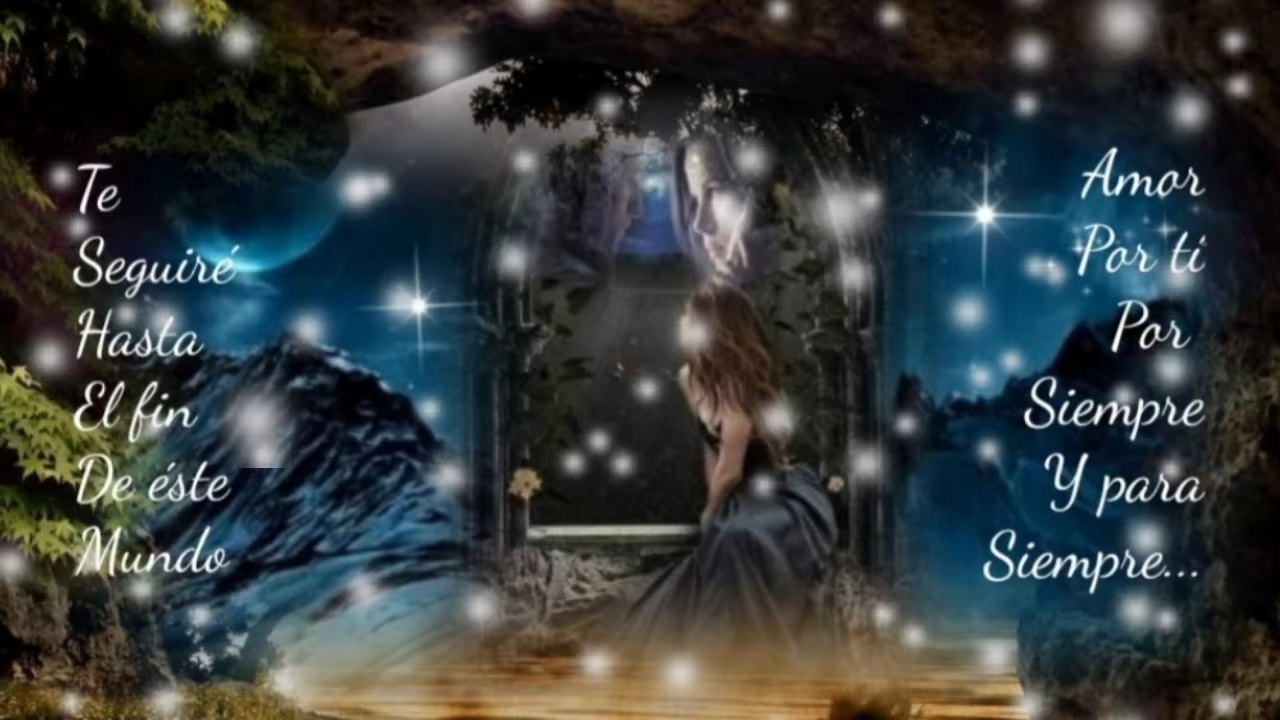 Te
Seguiré
Hasta
El fin
De éste
Mundo
Amor
Por ti
Por
Siempre
Y para
Siempre...